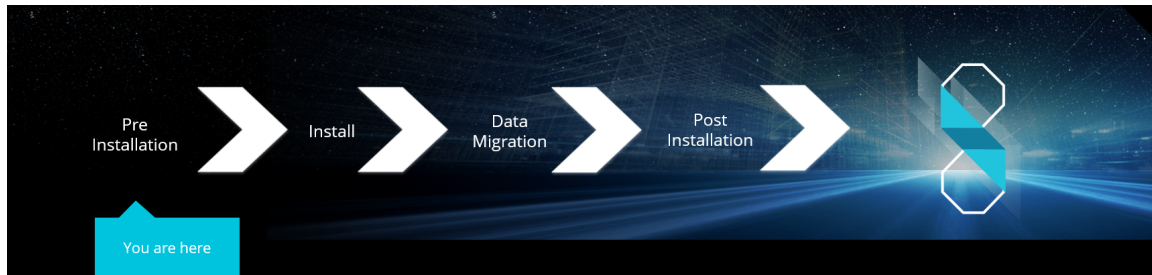 Pre
Installation
Install
Data
Migration
Post
Installation
You are here